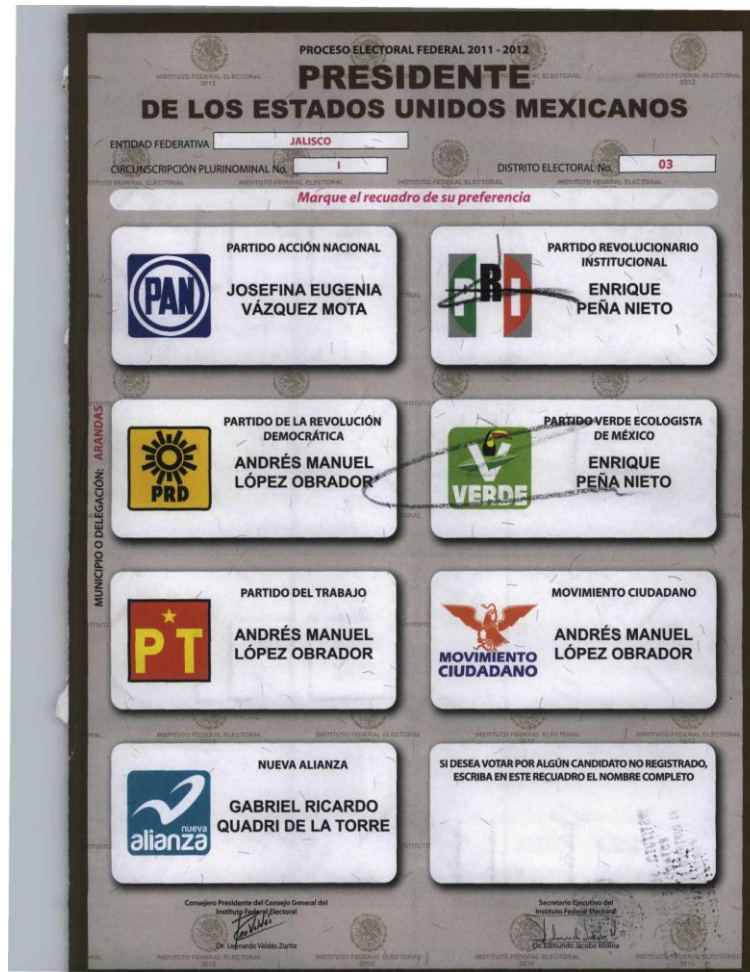 PROCESO ELECTORAL FEDERAL 2011 - 2012
PRESIDENTE
DE LOS ESTADOS UNIDOS MEXICANOS
ENTIDAD FEDERATIVA JALISCO
CIRCUNSCRIPCIÓN PLURINOMINAL No. I DISTRITO ELECTORAL No. 03
Marque el recuadro de su preferencia
MUNICIPIO O DELEGACIÓN: ARANDAS
PARTIDO ACCIÓN NACIONAL
PAN
JOSEFINA EUGENIA
VÁZQUEZ MOTA
PARTIDO REVOLUCIONARIO
INSTITUCIONAL
PRI
ENRIQUE
PEÑA NIETO
PARTIDO DE LA REVOLUCIÓN
DEMOCRÁTICA
PRD
ANDRÉS MANUEL
LÓPEZ OBRADOR
PARTIDO VERDE ECOLOGISTA
DE MÉXICO
V
VERDE
ENRIQUE
PEÑA NIETO
PARTIDO DEL TRABAJO
PT
ANDRÉS MANUEL
LÓPEZ OBRADOR
MOVIMIENTO CIUDADANO
MOVIMIENTO
CIUDADANO
ANDRÉS MANUEL
LÓPEZ OBRADOR
NUEVA ALIANZA
nueva
alianza
GABRIEL RICARDO
QUADRI DE LA TORRE
SI DESEA VOTAR POR ALGÚN CANDIDATO NO REGISTRADO,
ESCRIBA EN ESTE RECUADRO EL NOMBRE COMPLETO
Consejero Presidente del Consejo General del
Instituto Federal Electoral
Dr. Leonardo Valdés Zurita
Secretario Ejecutivo del
Instituto Federal Electoral
Lic. Edmundo Jacobo Molina
INSTITUTO FEDERAL ELECTORAL
2012